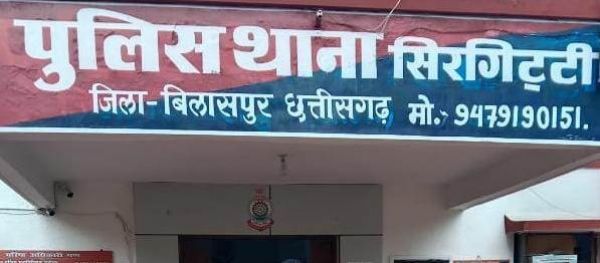 पुलिस थाना सिरगिट्टी
जिला-बिलासपुर छत्तीसगढ़ मो.-9479190151.